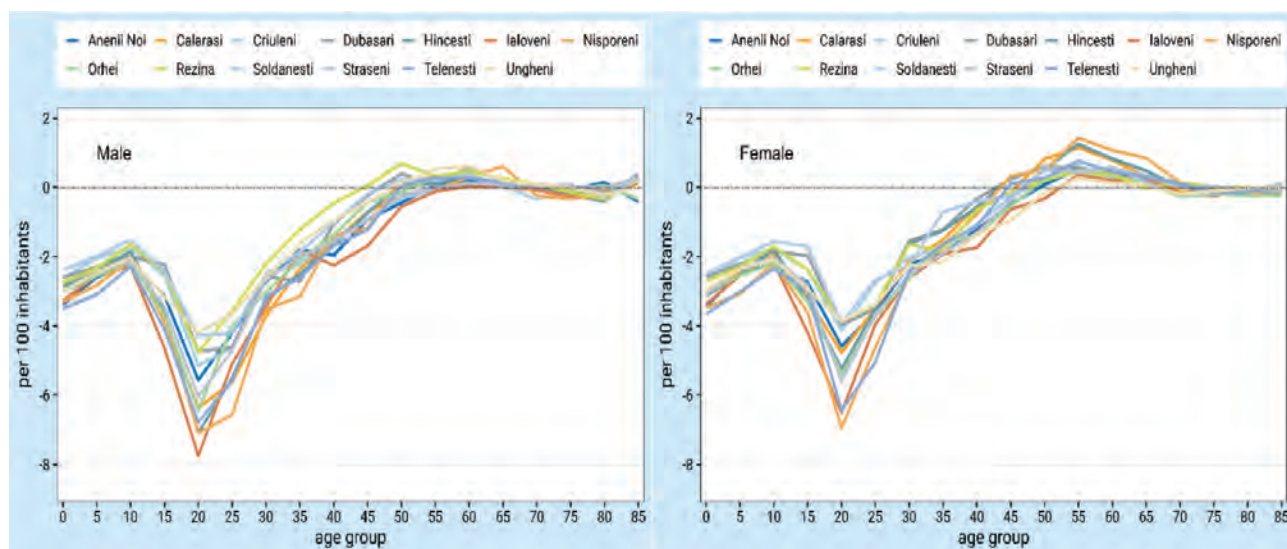 Anenii Noi Calarasi Criuleni Dubasari Hincesti Ialoveni Nisporeni
Orhei Rezina Soldanesti Straseni Telenesti Ungheni
2
0
-2
-4
-6
-8
per 100 inhabitants
Male
0 5 10 15 20 25 30 35 40 45 50 55 60 65 70 75 80 85
age group
Anenii Noi Calarasi Criuleni Dubasari Hincesti Ialoveni Nisporeni
Orhei Rezina Soldanesti Straseni Telenesti Ungheni
2
0
-2
-4
-6
-8
per 100 inhabitants
Female
0 5 10 15 20 25 30 35 40 45 50 55 60 65 70 75 80 85
age group